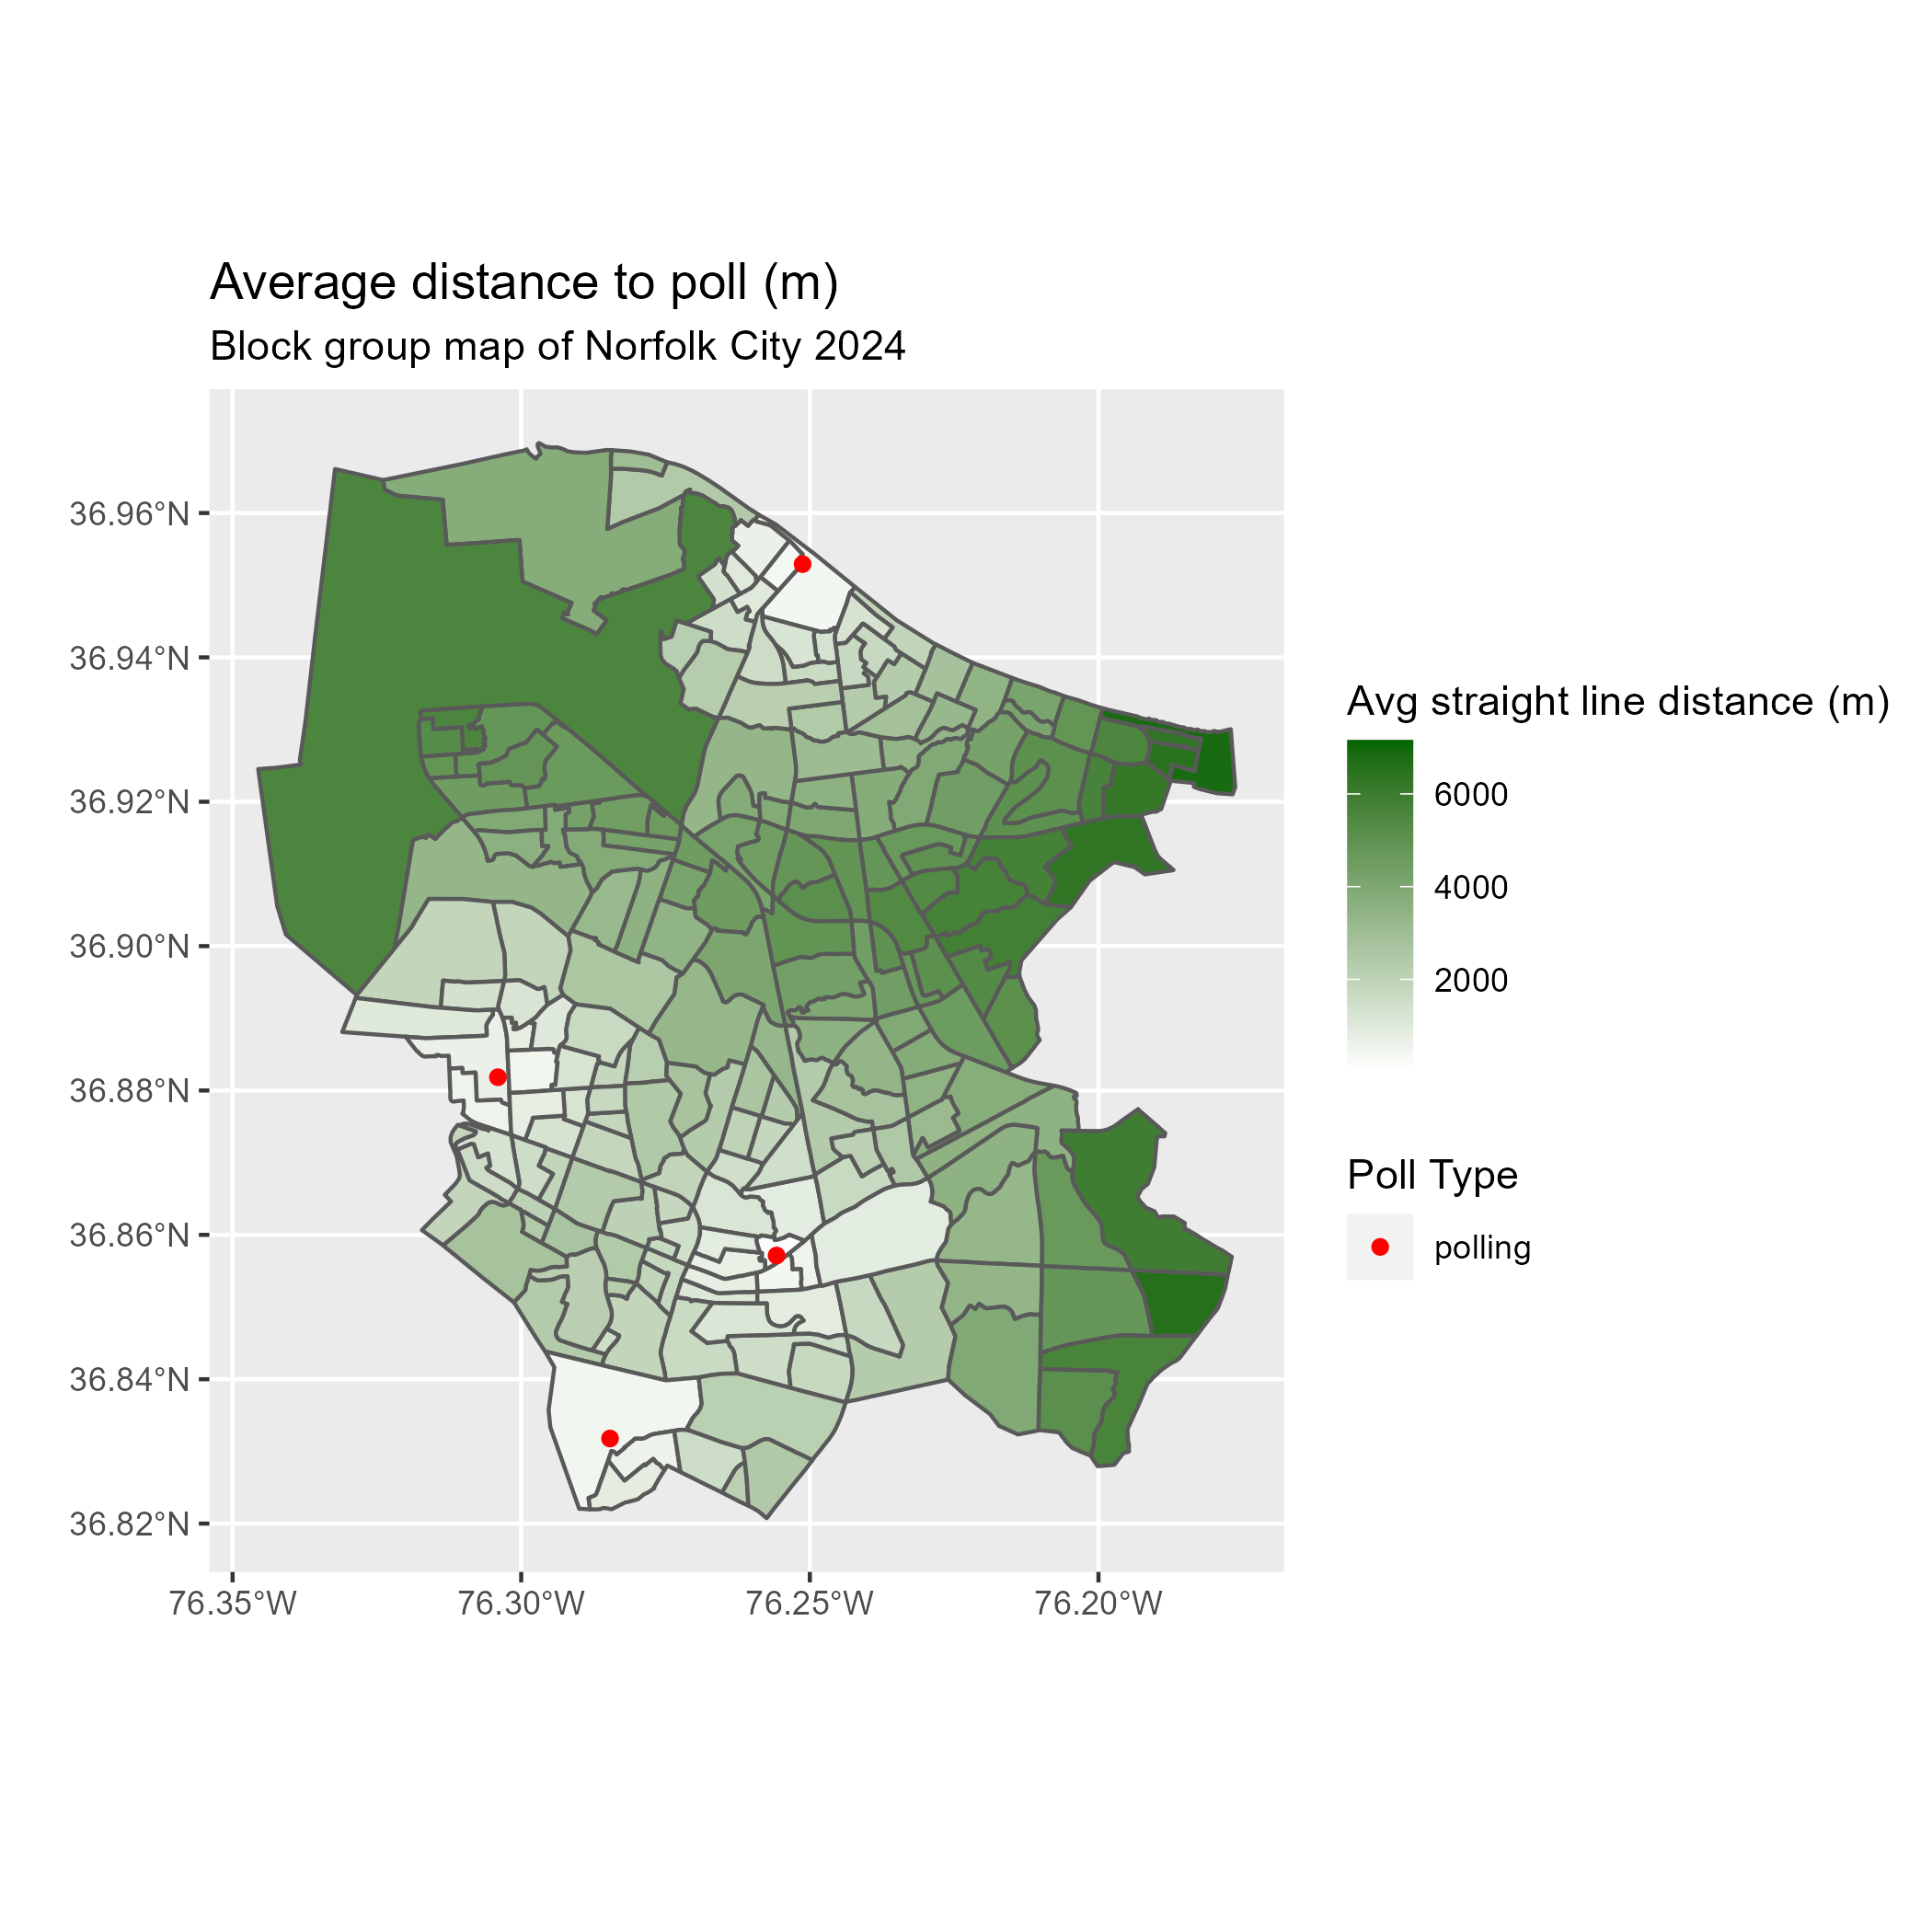 Average distance to poll (m)
Block group map of Norfolk City 2024
36.96°N
36.94°N
36.92°N
36.90°N
36.88°N
36.86°N
36.84°N
36.82°N
76.35°W
76.30°W
76.25°W
76.20°W
Avg straight line distance (m)
6000
4000
2000
Poll Type
polling